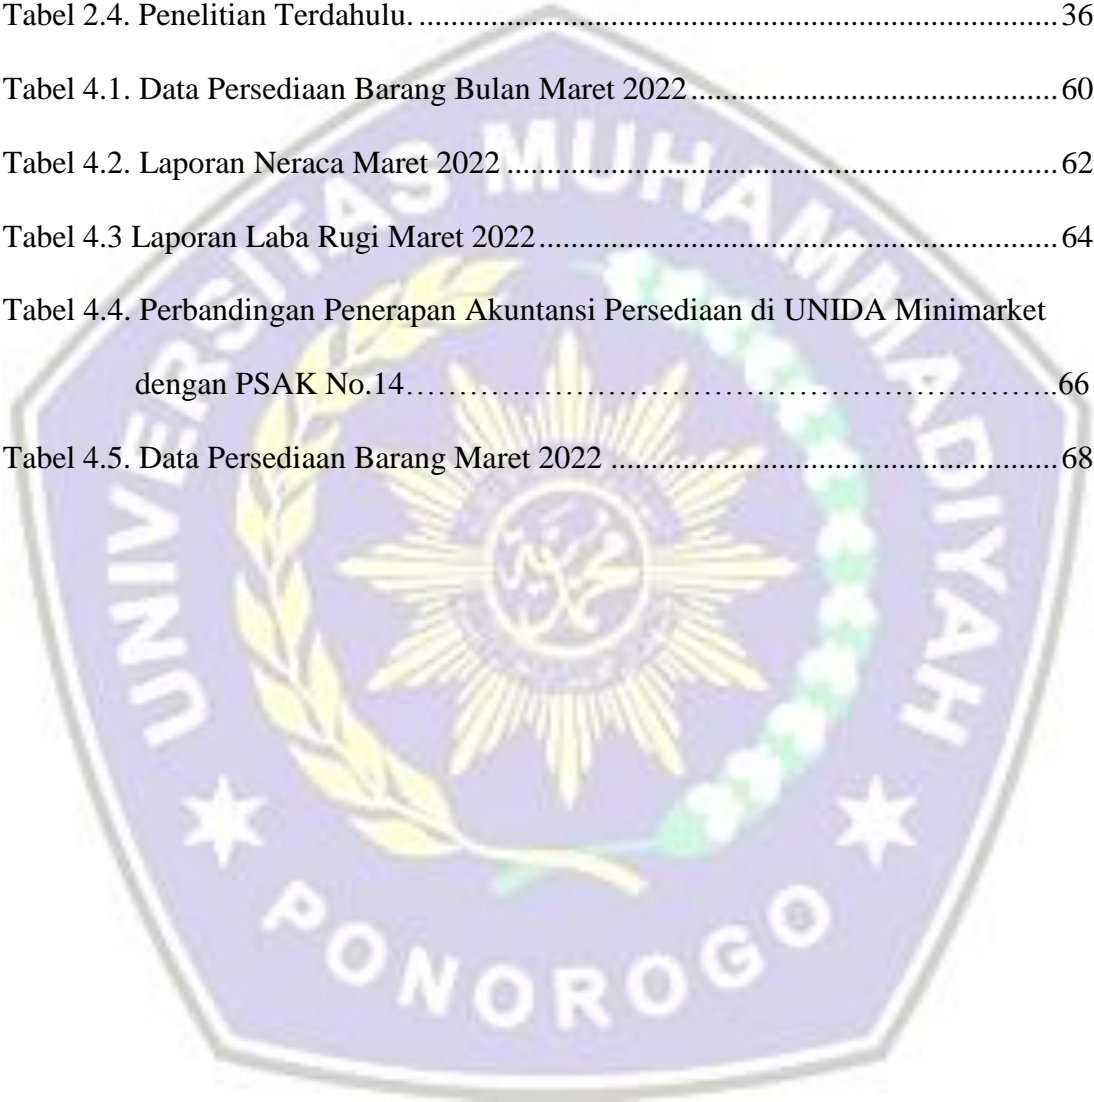 Tabel 2.4. Penelitian Terdahulu. ............................................................................... 36
Tabel 4.1. Data Persediaan Barang Bulan Maret 2022 ............................................. 60
Tabel 4.2. Laporan Neraca Maret 2022 .................................................................... 62
Tabel 4.3 Laporan Laba Rugi Maret 2022 ................................................................ 64
Tabel 4.4. Perbandingan Penerapan Akuntansi Persediaan di UNIDA Minimarket
dengan PSAK No.14……………………………………………………………..66
Tabel 4.5. Data Persediaan Barang Maret 2022 ....................................................... 68
UNIVERSITAS MUHAMMADIYAH
PONOROGO